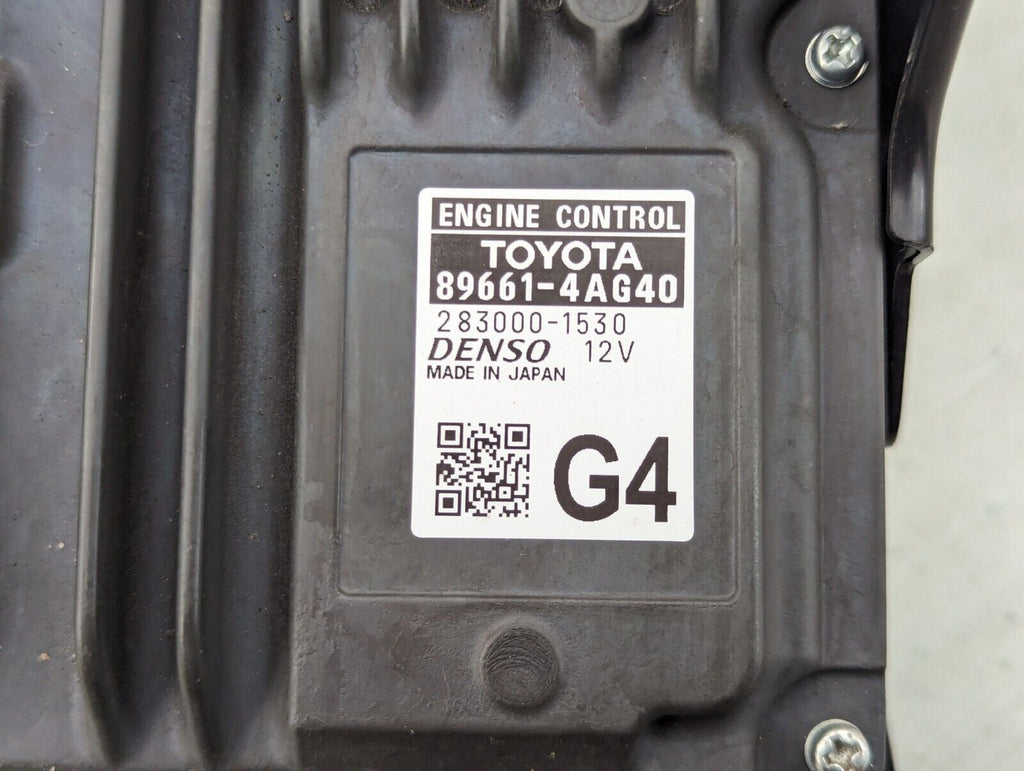 ENGINE CONTROL
TOYOTA
89661-4AG40
283000-1530
DENSO 12V
MADE IN JAPAN
G4